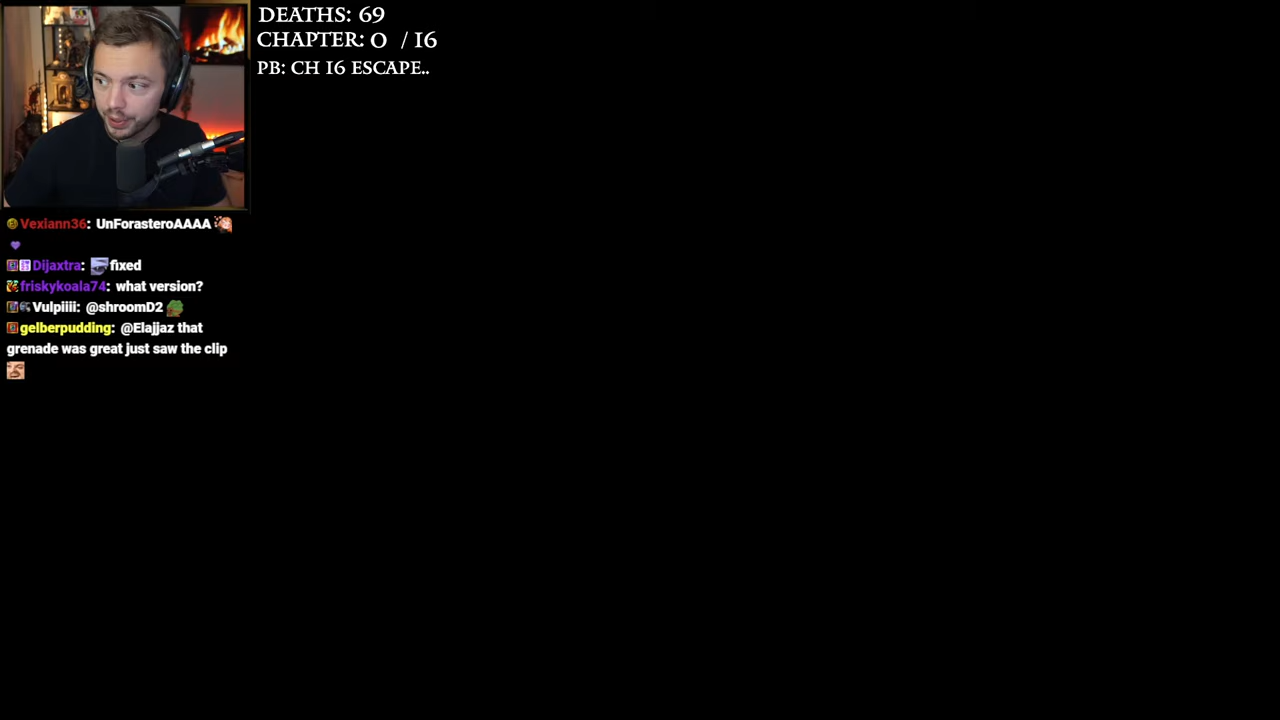 DEATHS: 69
CHAPTER: 0 / 16
PB: CH 16 ESCAPE..
Vexiann36: UnForasteroAAAA
Dijaxtra: fixed
friskykoala74: what version?
Vulpiiii: @shroomD2
gelberpudding: @Elajjaz that
grenade was great just saw the clip